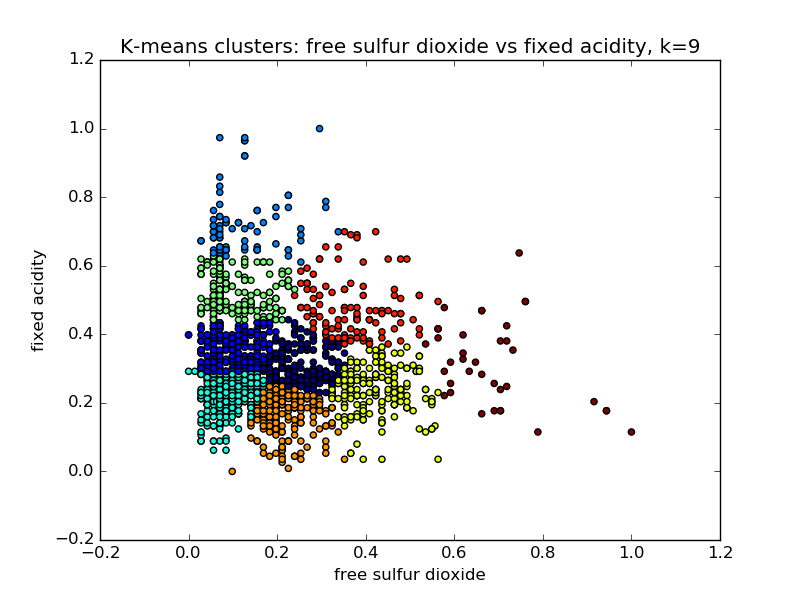 K-means clusters: free sulfur dioxide vs fixed acidity, k=9
1.2
1.0
0.8
0.6
0.4
0.2
0.0
−0.2
fixed acidity
−0.2 0.0 0.2 0.4 0.6 0.8 1.0 1.2
free sulfur dioxide